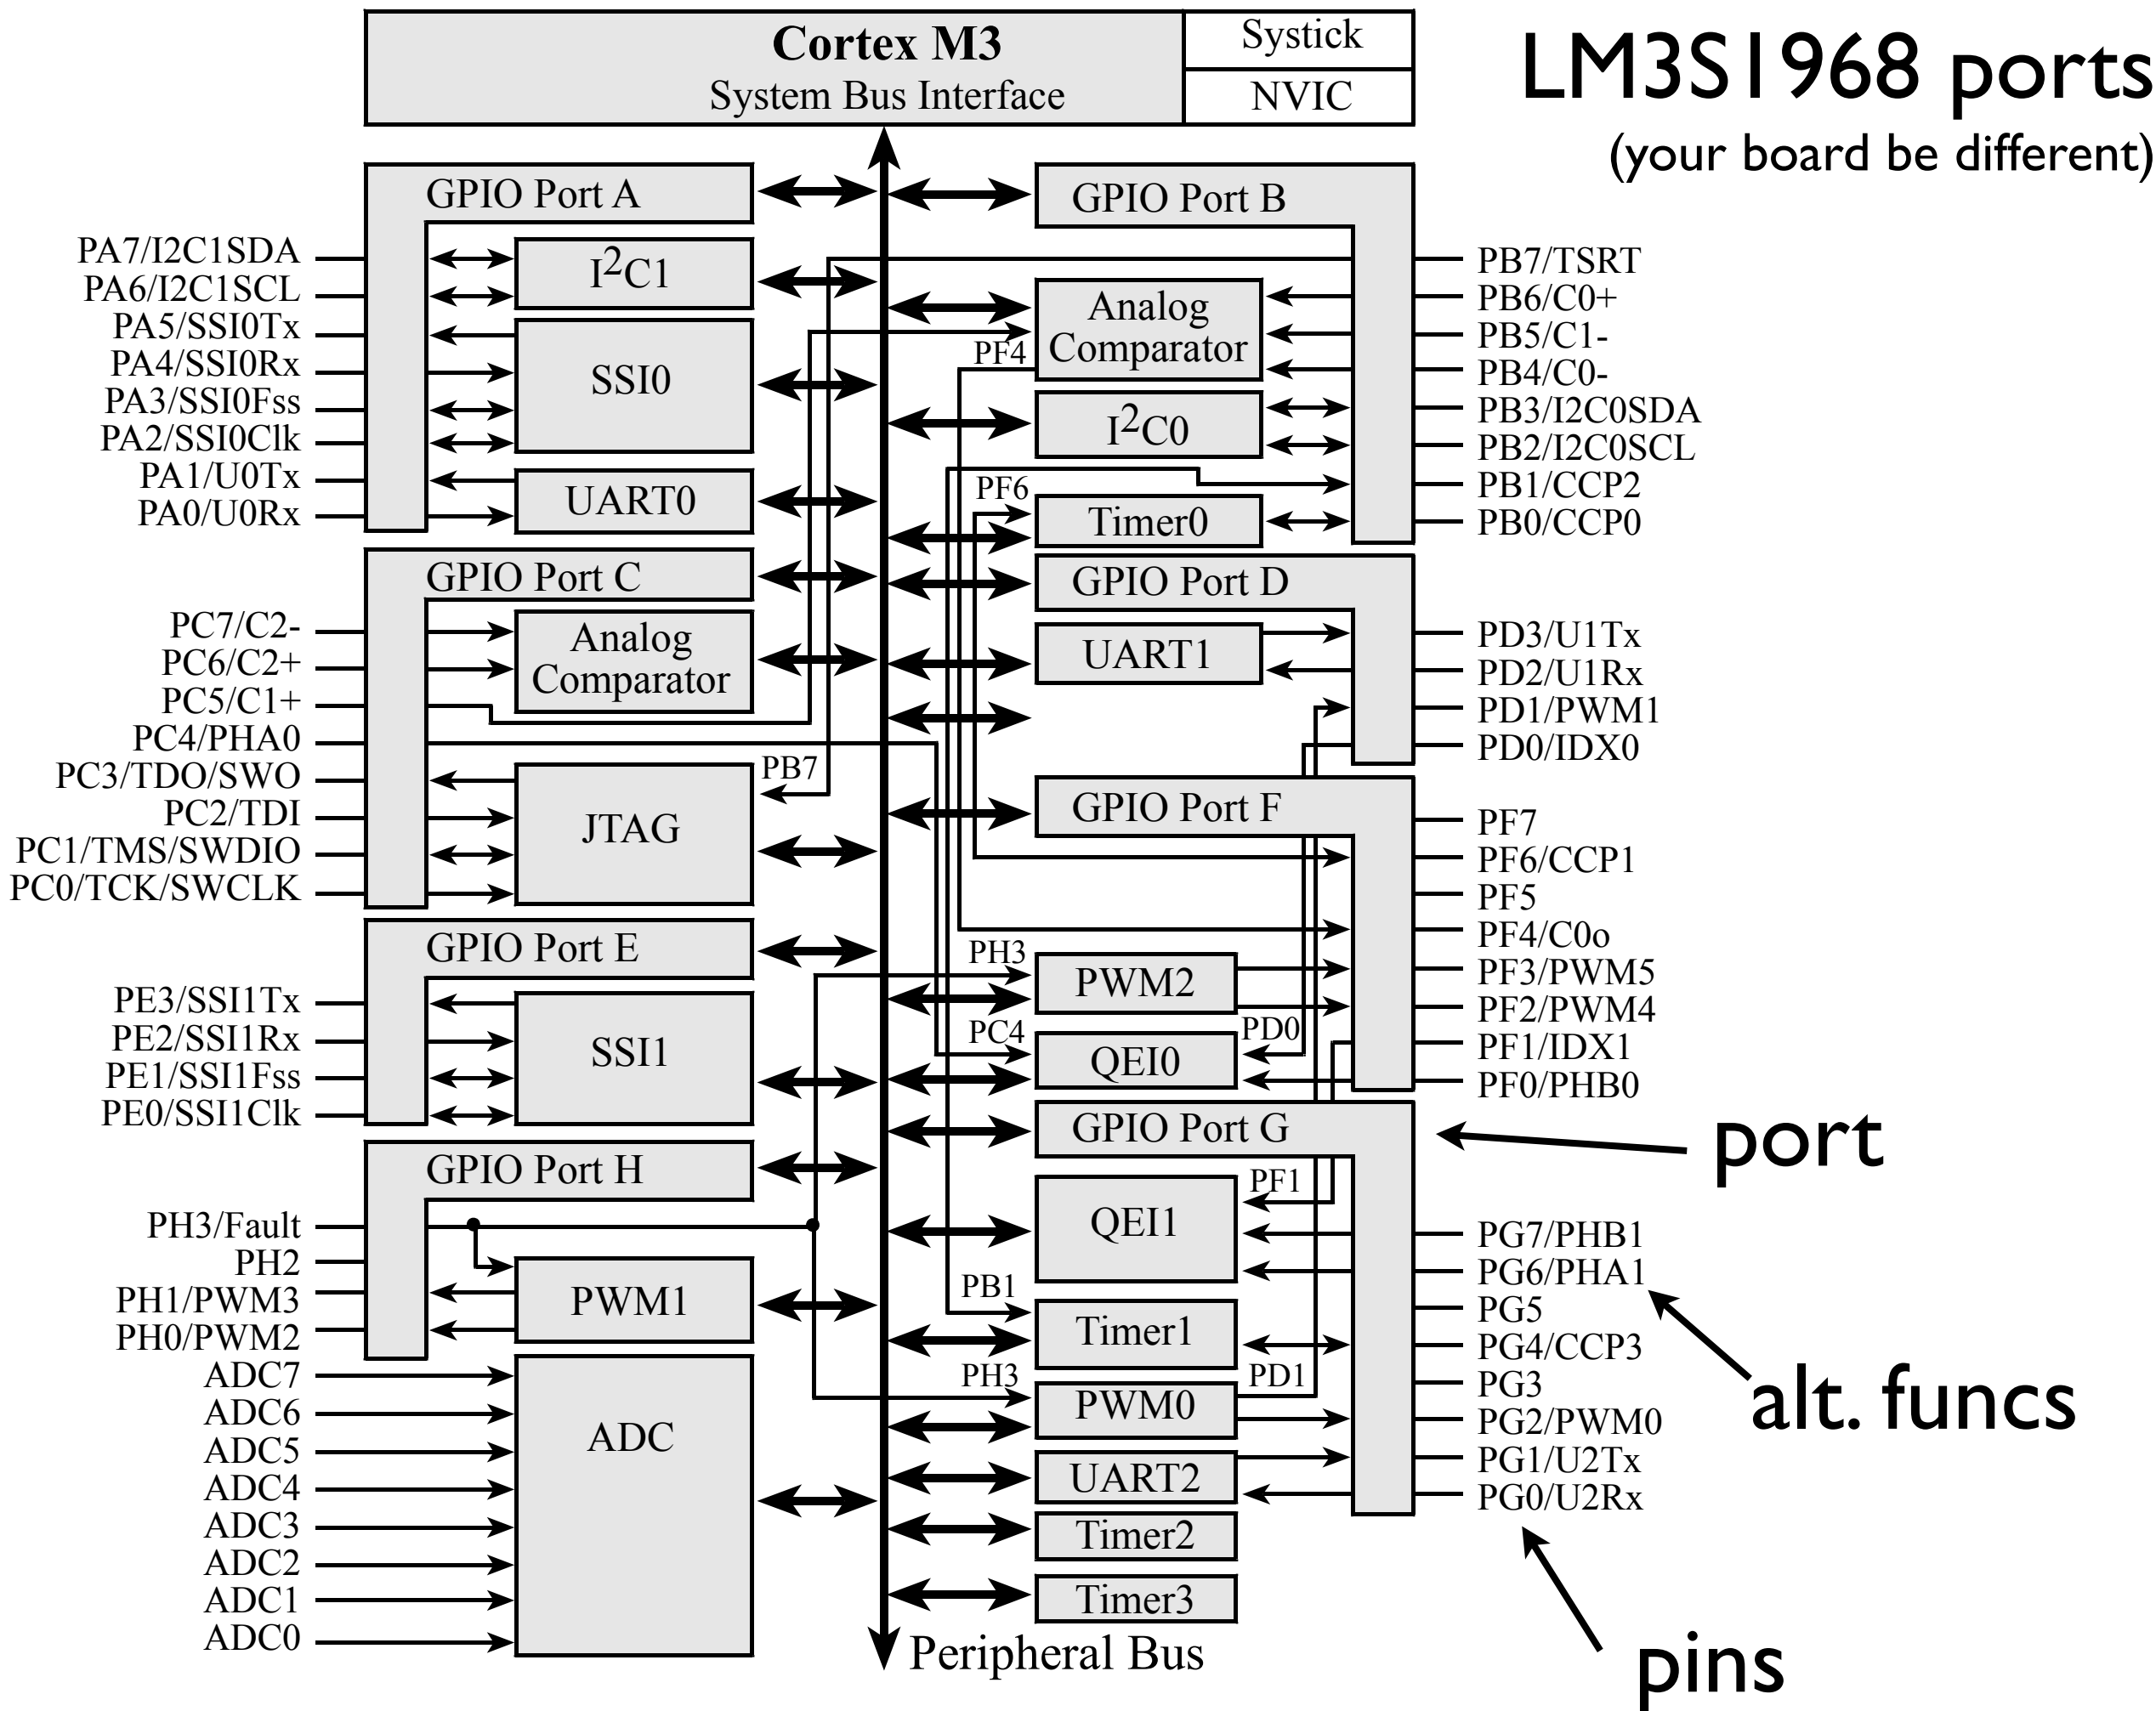 Cortex M3
System Bus Interface
Systick
NVIC
LM3S1968 ports
(your board be different)
GPIO Port A
PA7/I2C1SDA
PA6/I2C1SCL
PA5/SSI0Tx
PA4/SSI0Rx
PA3/SSI0Fss
PA2/SSI0Clk
PA1/U0Tx
PA0/U0Rx
I2C1
SSI0
UART0
GPIO Port C
PC7/C2-
PC6/C2+
PC5/C1+
PC4/PHA0
PC3/TDO/SWO
PC2/TDI
PC1/TMS/SWDIO
PC0/TCK/SWCLK
Analog
Comparator
JTAG
PB7
GPIO Port E
PE3/SSI1Tx
PE2/SSI1Rx
PE1/SSI1Fss
PE0/SSI1Clk
SSI1
GPIO Port H
PH3/Fault
PH2
PH1/PWM3
PH0/PWM2
PWM1
ADC7
ADC6
ADC5
ADC4
ADC3
ADC2
ADC1
ADC0
ADC
GPIO Port B
Analog
Comparator
PF4
I2C0
PF6
Timer0
PB7/TSRT
PB6/C0+
PB5/C1-
PB4/C0-
PB3/I2C0SDA
PB2/I2C0SCL
PB1/CCP2
PB0/CCP0
GPIO Port D
UART1
PD3/U1Tx
PD2/U1Rx
PD1/PWM1
PD0/IDX0
GPIO Port F
PF7
PF6/CCP1
PF5
PF4/C0o
PF3/PWM5
PF2/PWM4
PF1/IDX1
PF0/PHB0
PH3
PWM2
PC4
QEI0
PD0
GPIO Port G
port
QEI1
PF1
PB1
Timer1
PH3
PWM0
PD1
UART2
Timer2
Timer3
PG7/PHB1
PG6/PHA1
PG5
PG4/CCP3
PG3
PG2/PWM0
PG1/U2Tx
PG0/U2Rx
alt. funcs
pins
Peripheral Bus